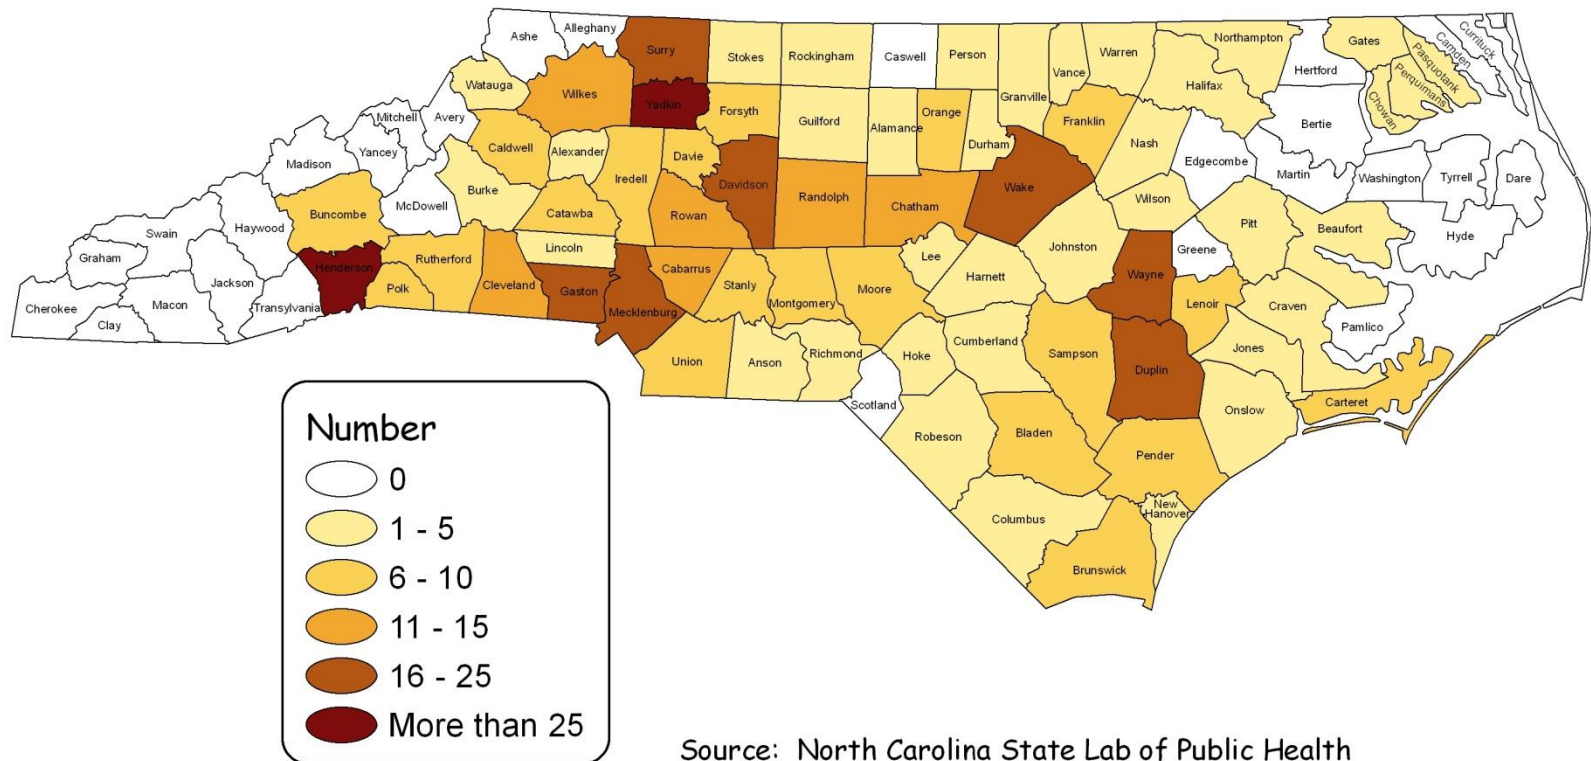 Ashe
Alleghany
Surry
Stokes
Rockingham
Caswell
Person
Granville
Vance
Warren
Northampton
Halifax
Hertford
Gates
Pasquotank
Camden
Currituck
Perquimans
Chowan
Watauga
Wilkes
Yadkin
Forsyth
Guilford
Alamance
Orange
Durham
Franklin
Nash
Edgecombe
Bertie
Martin
Washington
Tyrrell
Dare
Mitchell
Avery
Yancey
Madison
Caldwell
Alexander
Iredell
Davie
Davidson
Randolph
Chatham
Wake
Wilson
Pitt
Beaufort
Hyde
Buncombe
McDowell
Burke
Catawba
Rowan
Swain
Haywood
Graham
Jackson
Henderson
Rutherford
Polk
Cleveland
Lincoln
Gaston
Mecklenburg
Cabarrus
Stanly
Montgomery
Moore
Lee
Harnett
Johnston
Wayne
Greene
Lenoir
Craven
Pamlico
Cherokee
Clay
Macon
Transylvania
Union
Anson
Richmond
Scotland
Hoke
Cumberland
Sampson
Duplin
Jones
Onslow
Carteret
Robeson
Bladen
Pender
Columbus
New
Hanover
Brunswick
Number
0
1 - 5
6 - 10
11 - 15
16 - 25
More than 25
Source: North Carolina State Lab of Public Health